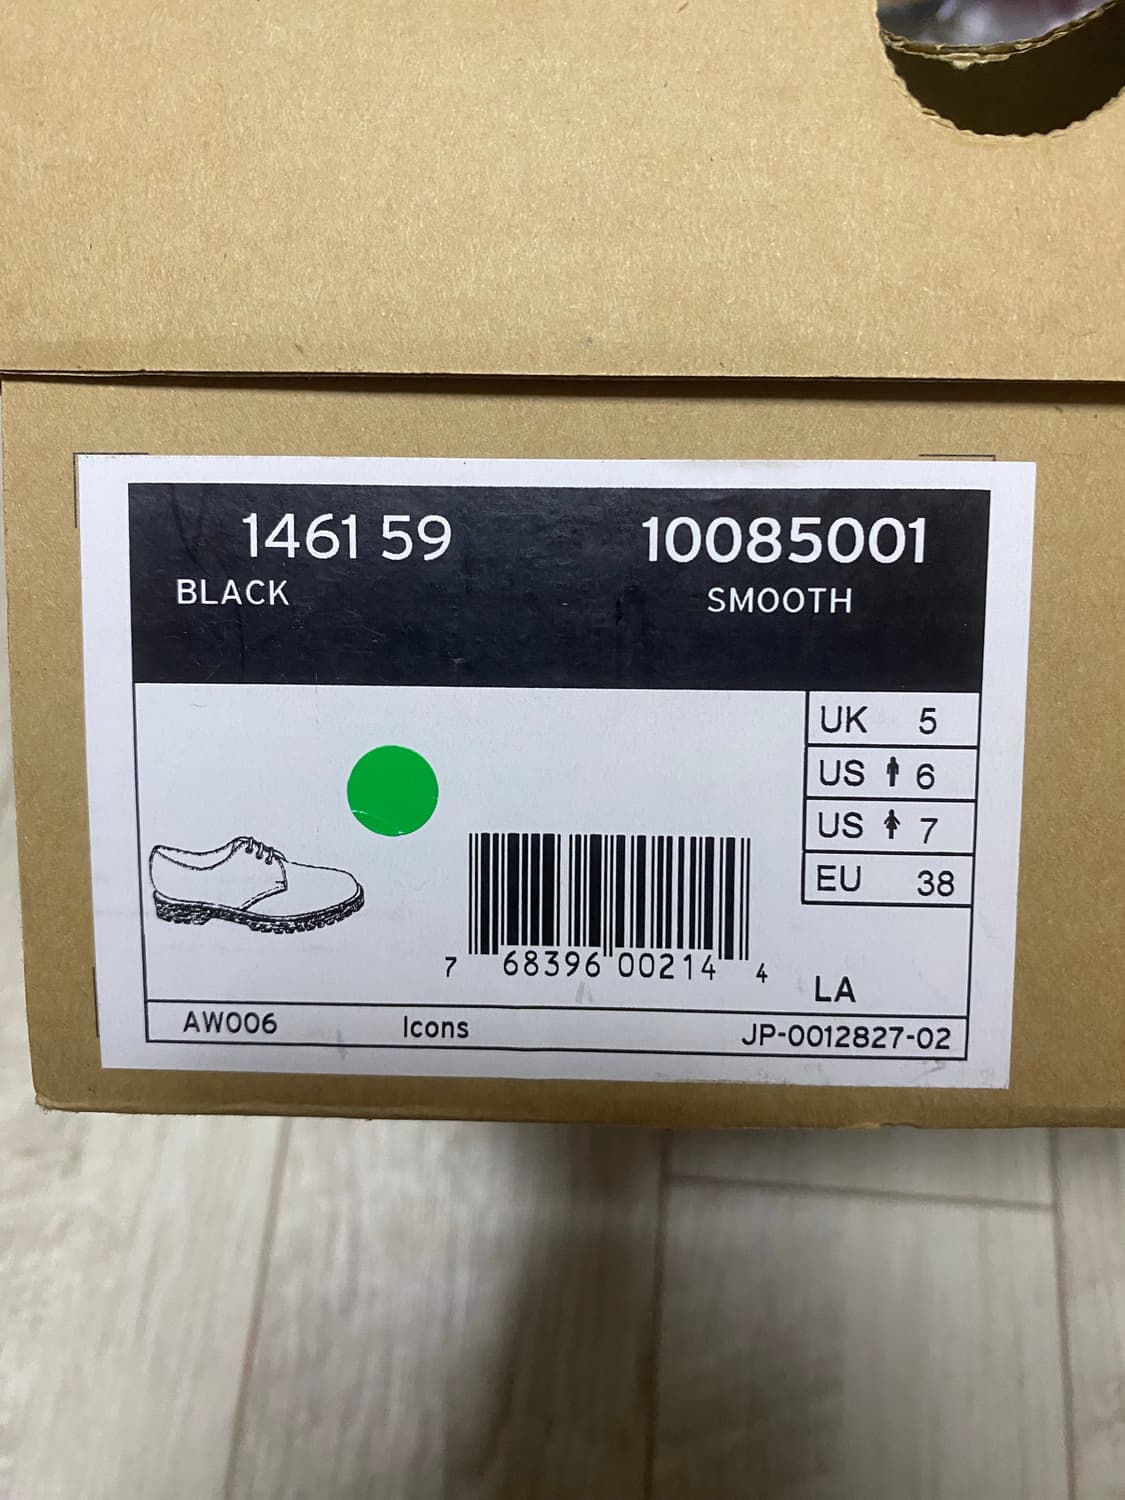 1461 59 10085001
BLACK SMOOTH
UK 5
US 6
US 7
EU 38
7 68396 00214 4
LA
AW006 Icons JP-0012827-02